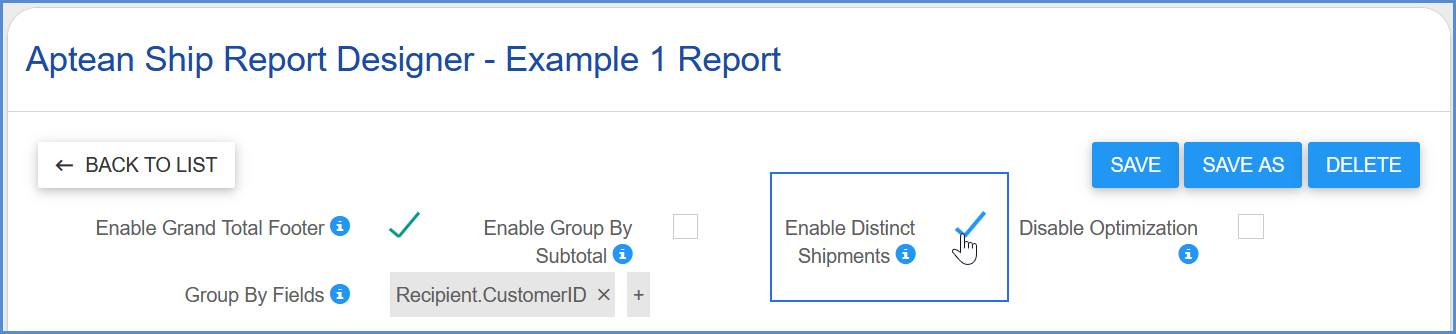 Aptean Ship Report Designer - Example 1 Report
← BACK TO LIST
SAVE
SAVE AS
DELETE
Enable Grand Total Footer
Enable Group By
Subtotal
Enable Distinct
Shipments
Disable Optimization
Group By Fields
Recipient.CustomerID ×
+